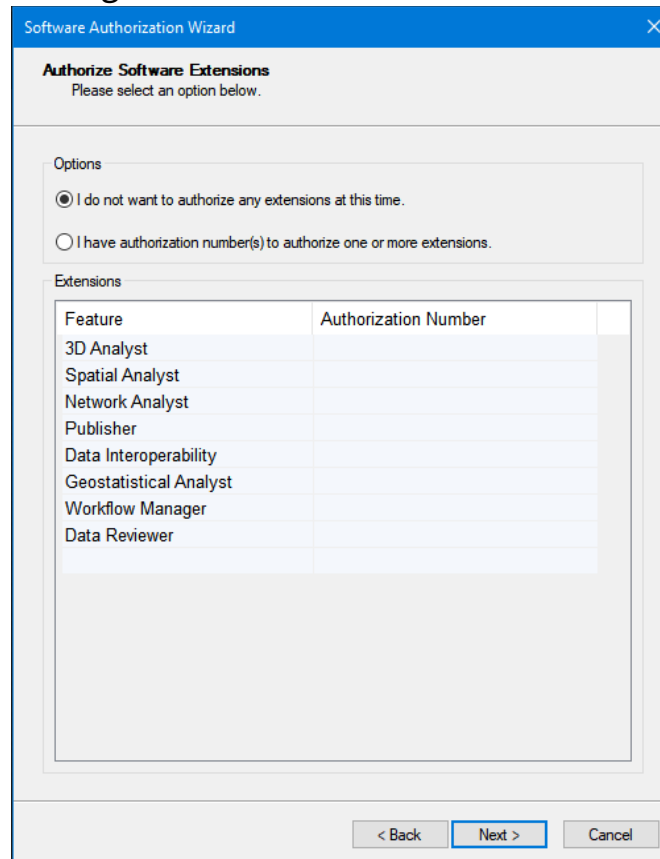 Software Authorization Wizard
Authorize Software Extensions
Please select an option below.
Options
I do not want to authorize any extensions at this time.
I have authorization number(s) to authorize one or more extensions.
Extensions
Feature Authorization Number
3D Analyst
Spatial Analyst
Network Analyst
Publisher
Data Interoperability
Geostatistical Analyst
Workflow Manager
Data Reviewer
< Back Next > Cancel